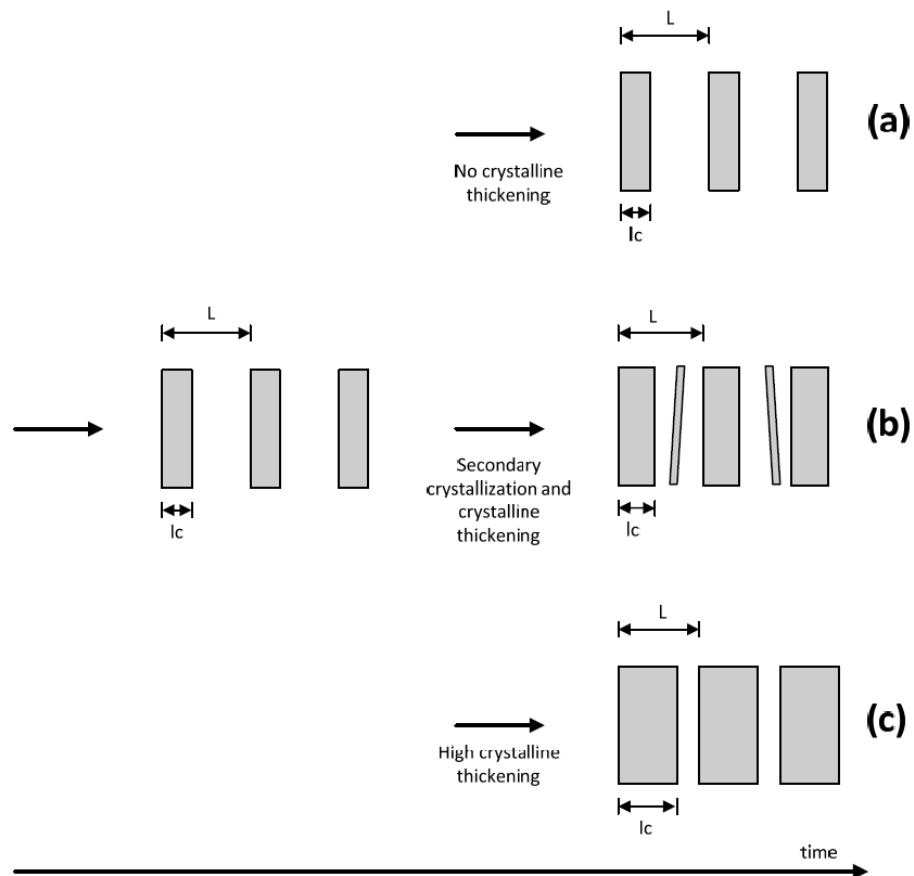 L
(a)
No crystalline
thickening
lc
L
L
(b)
Secondary
crystallization and
crystalline
thickening
lc
lc
L
(c)
High crystalline
thickening
lc
time